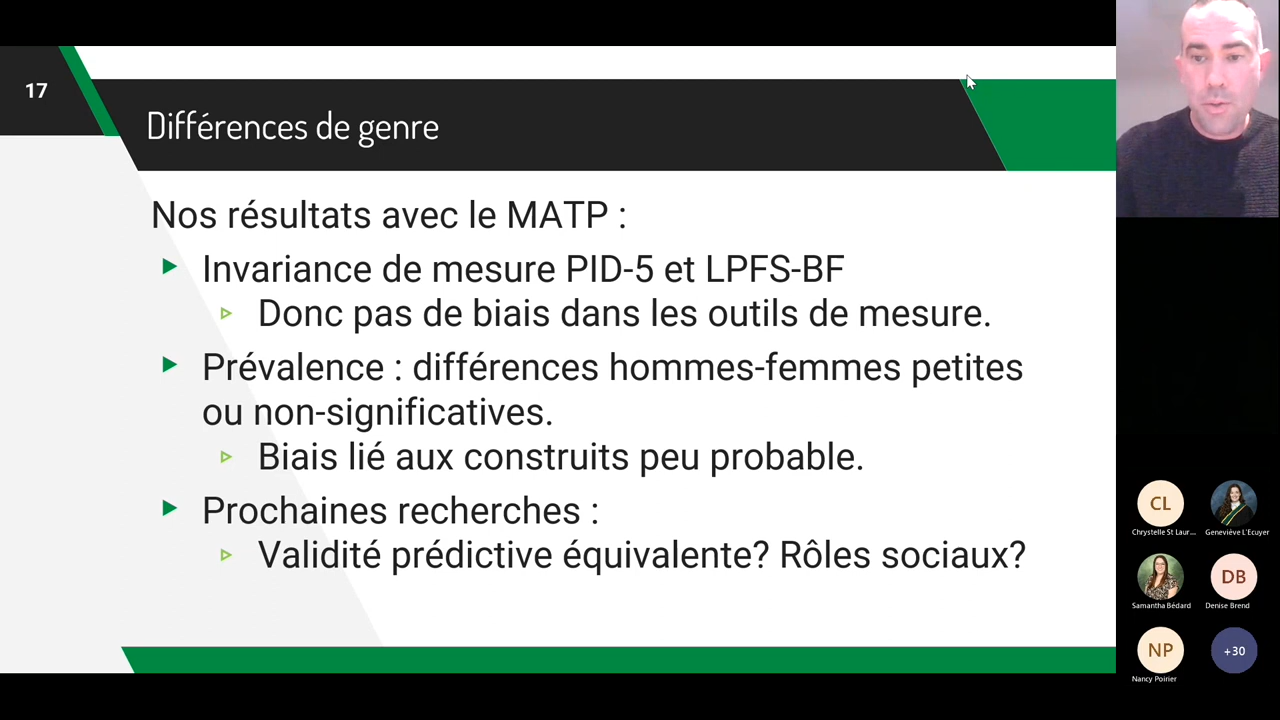 17
Différences de genre
Nos résultats avec le MATP :
Invariance de mesure PID-5 et LPFS-BF
Donc pas de biais dans les outils de mesure.
Prévalence : différences hommes-femmes petites
ou non-significatives.
Biais lié aux construits peu probable.
Prochaines recherches :
Validité prédictive équivalente? Rôles sociaux?
CL
Chrystelle St Laur...
Geneviève L'Ecuyer
Samantha Bédard
DB
Denise Brend
NP
Nancy Poirier
+30